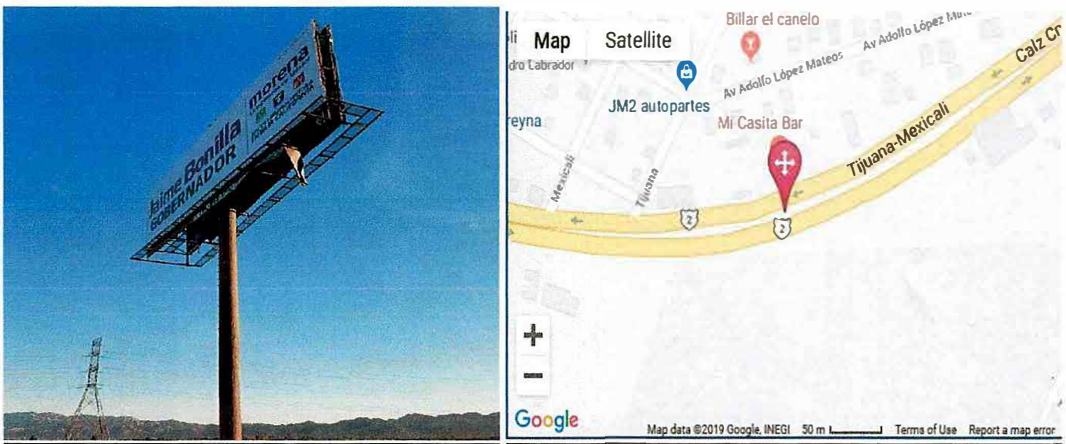 morena
Jaime Bonilla
GOBERNADOR
Billar el canelo
Map Satellite
dro Labrador
Av Adolfo López Mateos
Calz Cr
JM2 autopartes
Av Adolfo López Mateos
reyna
Mi Casita Bar
Tijuana-Mexicali
Mexicali
Tijuana
2
2
+
−
Google
Map data ©2019 Google, INEGI 50 m Terms of Use Report a map error